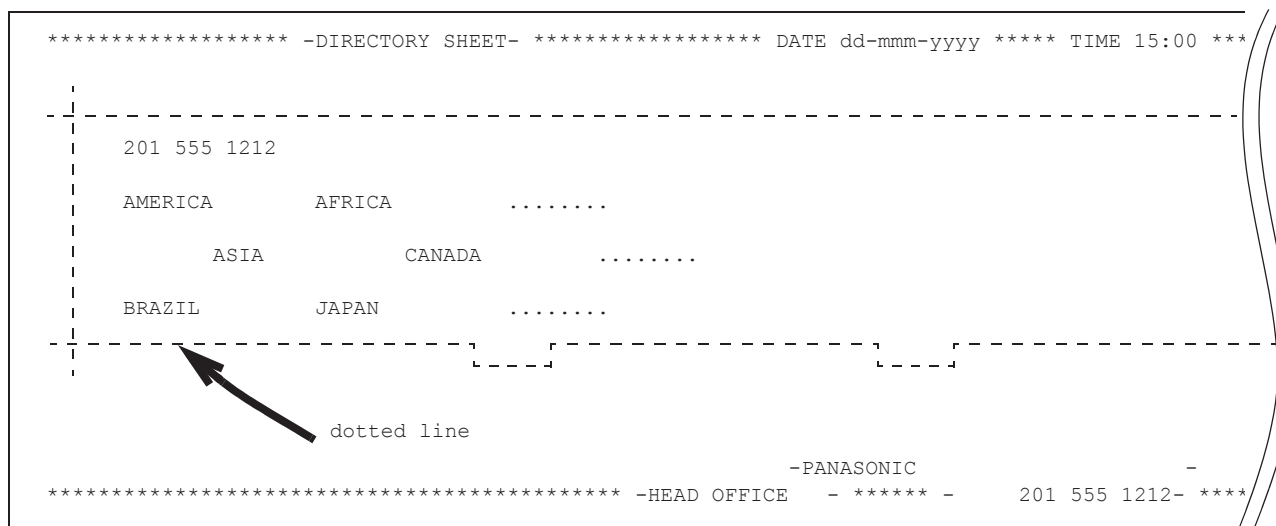 ******************* -DIRECTORY SHEET- ****************** DATE dd-mmm-yyyy ***** TIME 15:00 ***
201 555 1212
AMERICA AFRICA ........
ASIA CANADA ........
BRAZIL JAPAN ........
dotted line
-PANASONIC -
********************************************* -HEAD OFFICE - ****** - 201 555 1212- ****